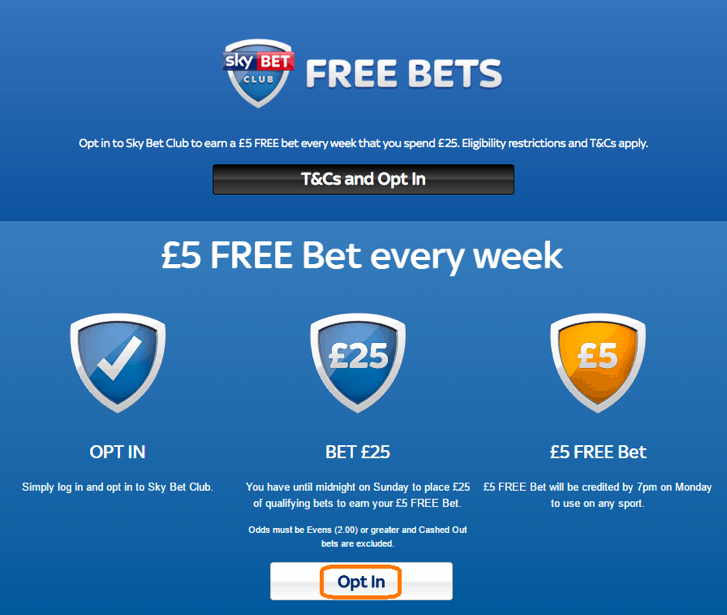 sky BET
CLUB
FREE BETS
Opt in to Sky Bet Club to earn a £5 FREE bet every week that you spend £25. Eligibility restrictions and T&Cs apply.
T&Cs and Opt In
£5 FREE Bet every week
£25
£5
OPT IN
BET £25
£5 FREE Bet
Simply log in and opt in to Sky Bet Club.
You have until midnight on Sunday to place £25
of qualifying bets to earn your £5 FREE Bet.
£5 FREE Bet will be credited by 7pm on Monday
to use on any sport.
Odds must be Evens (2.00) or greater and Cashed Out
bets are excluded.
Opt In